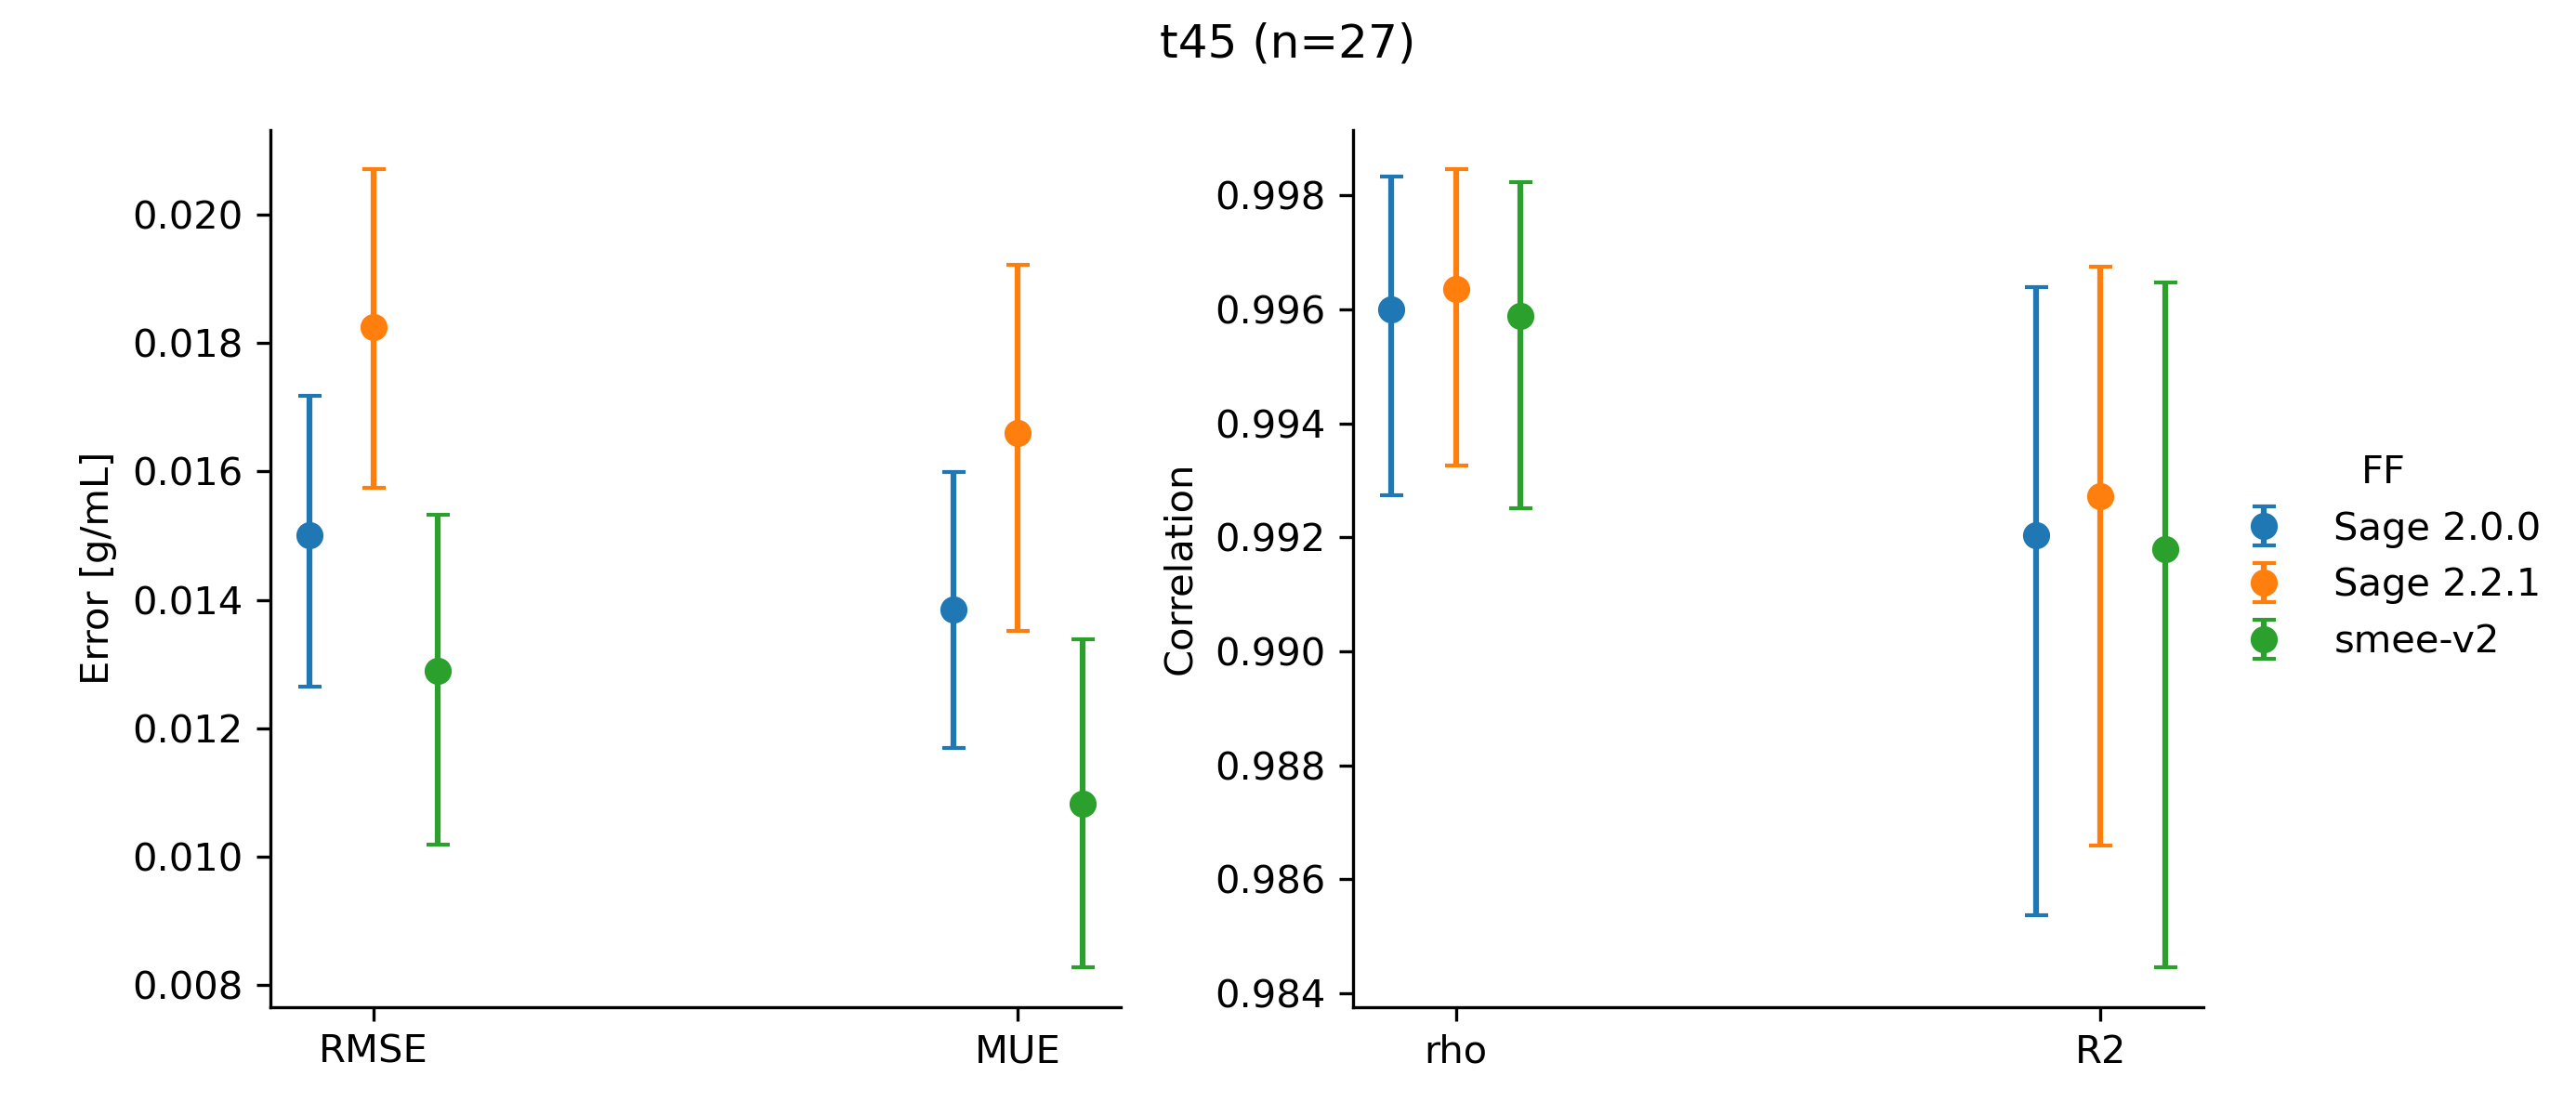 t45 (n=27)
Error [g/mL]
0.020
0.018
0.016
0.014
0.012
0.010
0.008
RMSE
MUE
Correlation
0.998
0.996
0.994
0.992
0.990
0.988
0.986
0.984
rho
R2
FF
Sage 2.0.0
Sage 2.2.1
smee-v2